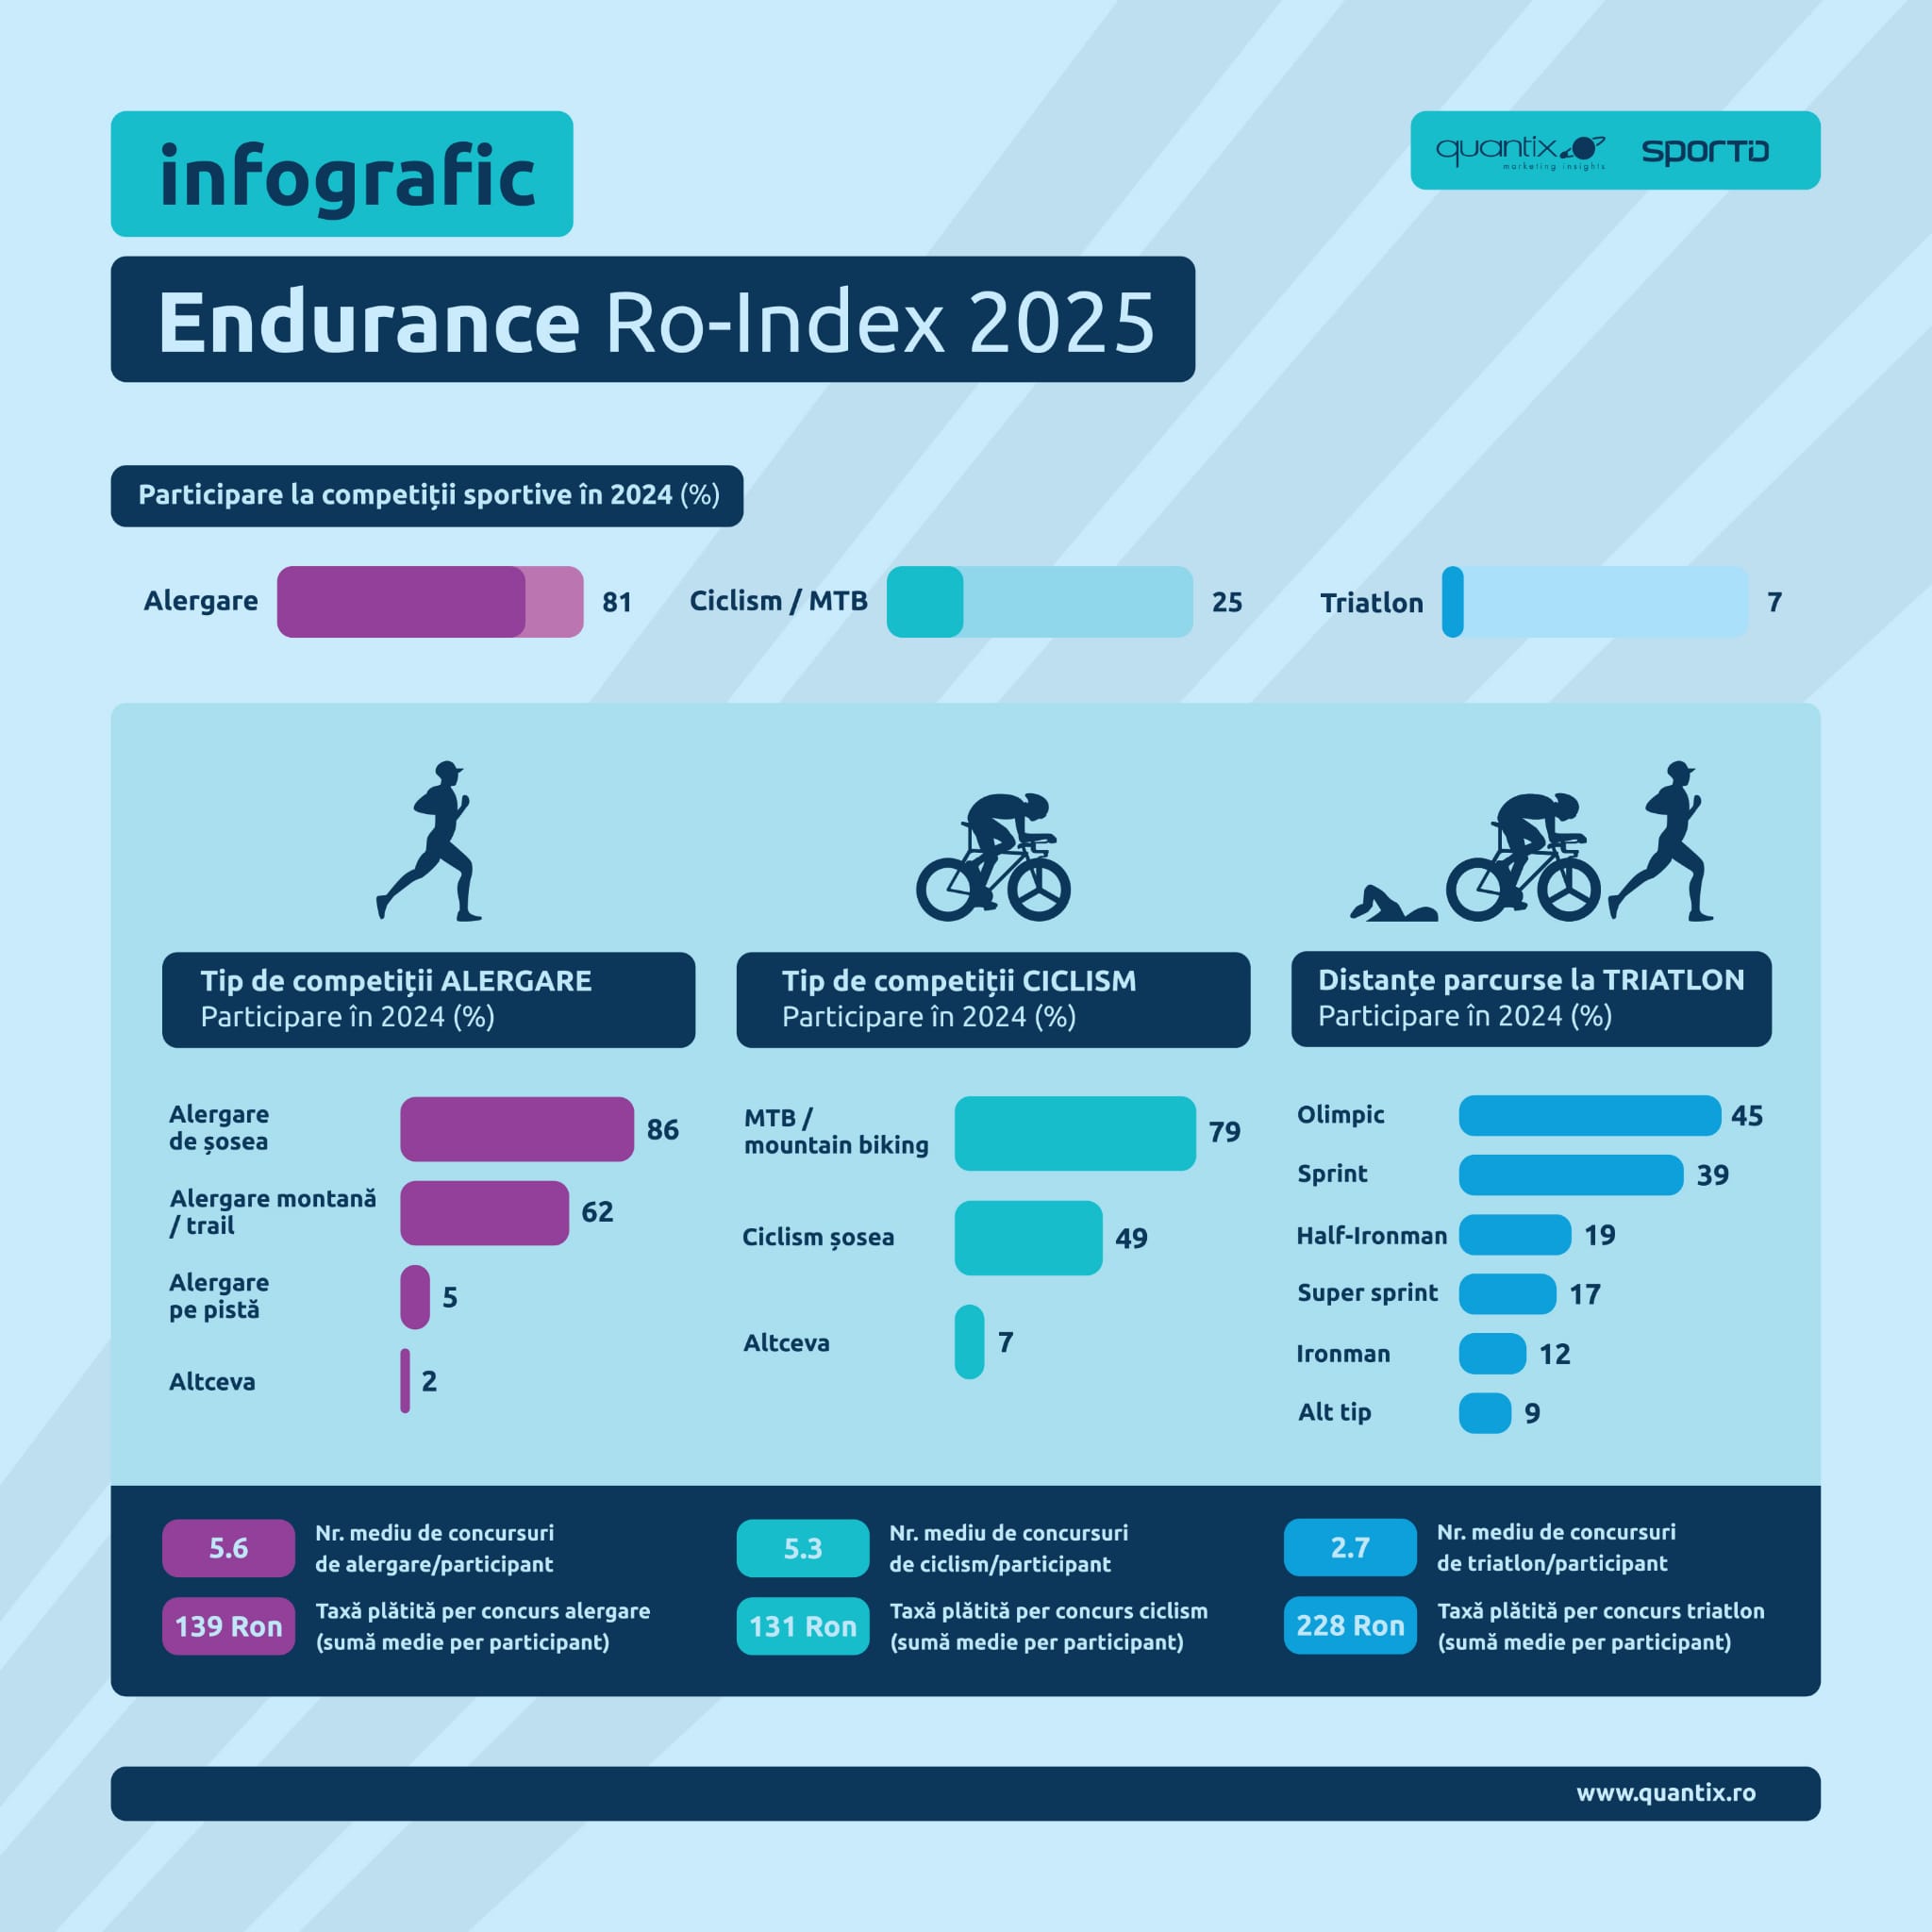 infografic
quantix
marketing insights
SPORTID
Endurance Ro-Index 2025
Participare la competiții sportive în 2024 (%)
Alergare 81
Ciclism / MTB 25
Triatlon 7
Tip de competiții ALERGARE
Participare în 2024 (%)
Alergare
de șosea 86
Alergare montană
/ trail 62
Alergare
pe pistă 5
Altceva 2
Tip de competiții CICLISM
Participare în 2024 (%)
MTB /
mountain biking 79
Ciclism șosea 49
Altceva 7
Distanțe parcurse la TRIATLON
Participare în 2024 (%)
Olimpic 45
Sprint 39
Half-Ironman 19
Super sprint 17
Ironman 12
Alt tip 9
5.6
Nr. mediu de concursuri
de alergare/participant
139 Ron
Taxă plătită per concurs alergare
(sumă medie per participant)
5.3
Nr. mediu de concursuri
de ciclism/participant
131 Ron
Taxă plătită per concurs ciclism
(sumă medie per participant)
2.7
Nr. mediu de concursuri
de triatlon/participant
228 Ron
Taxă plătită per concurs triatlon
(sumă medie per participant)
www.quantix.ro